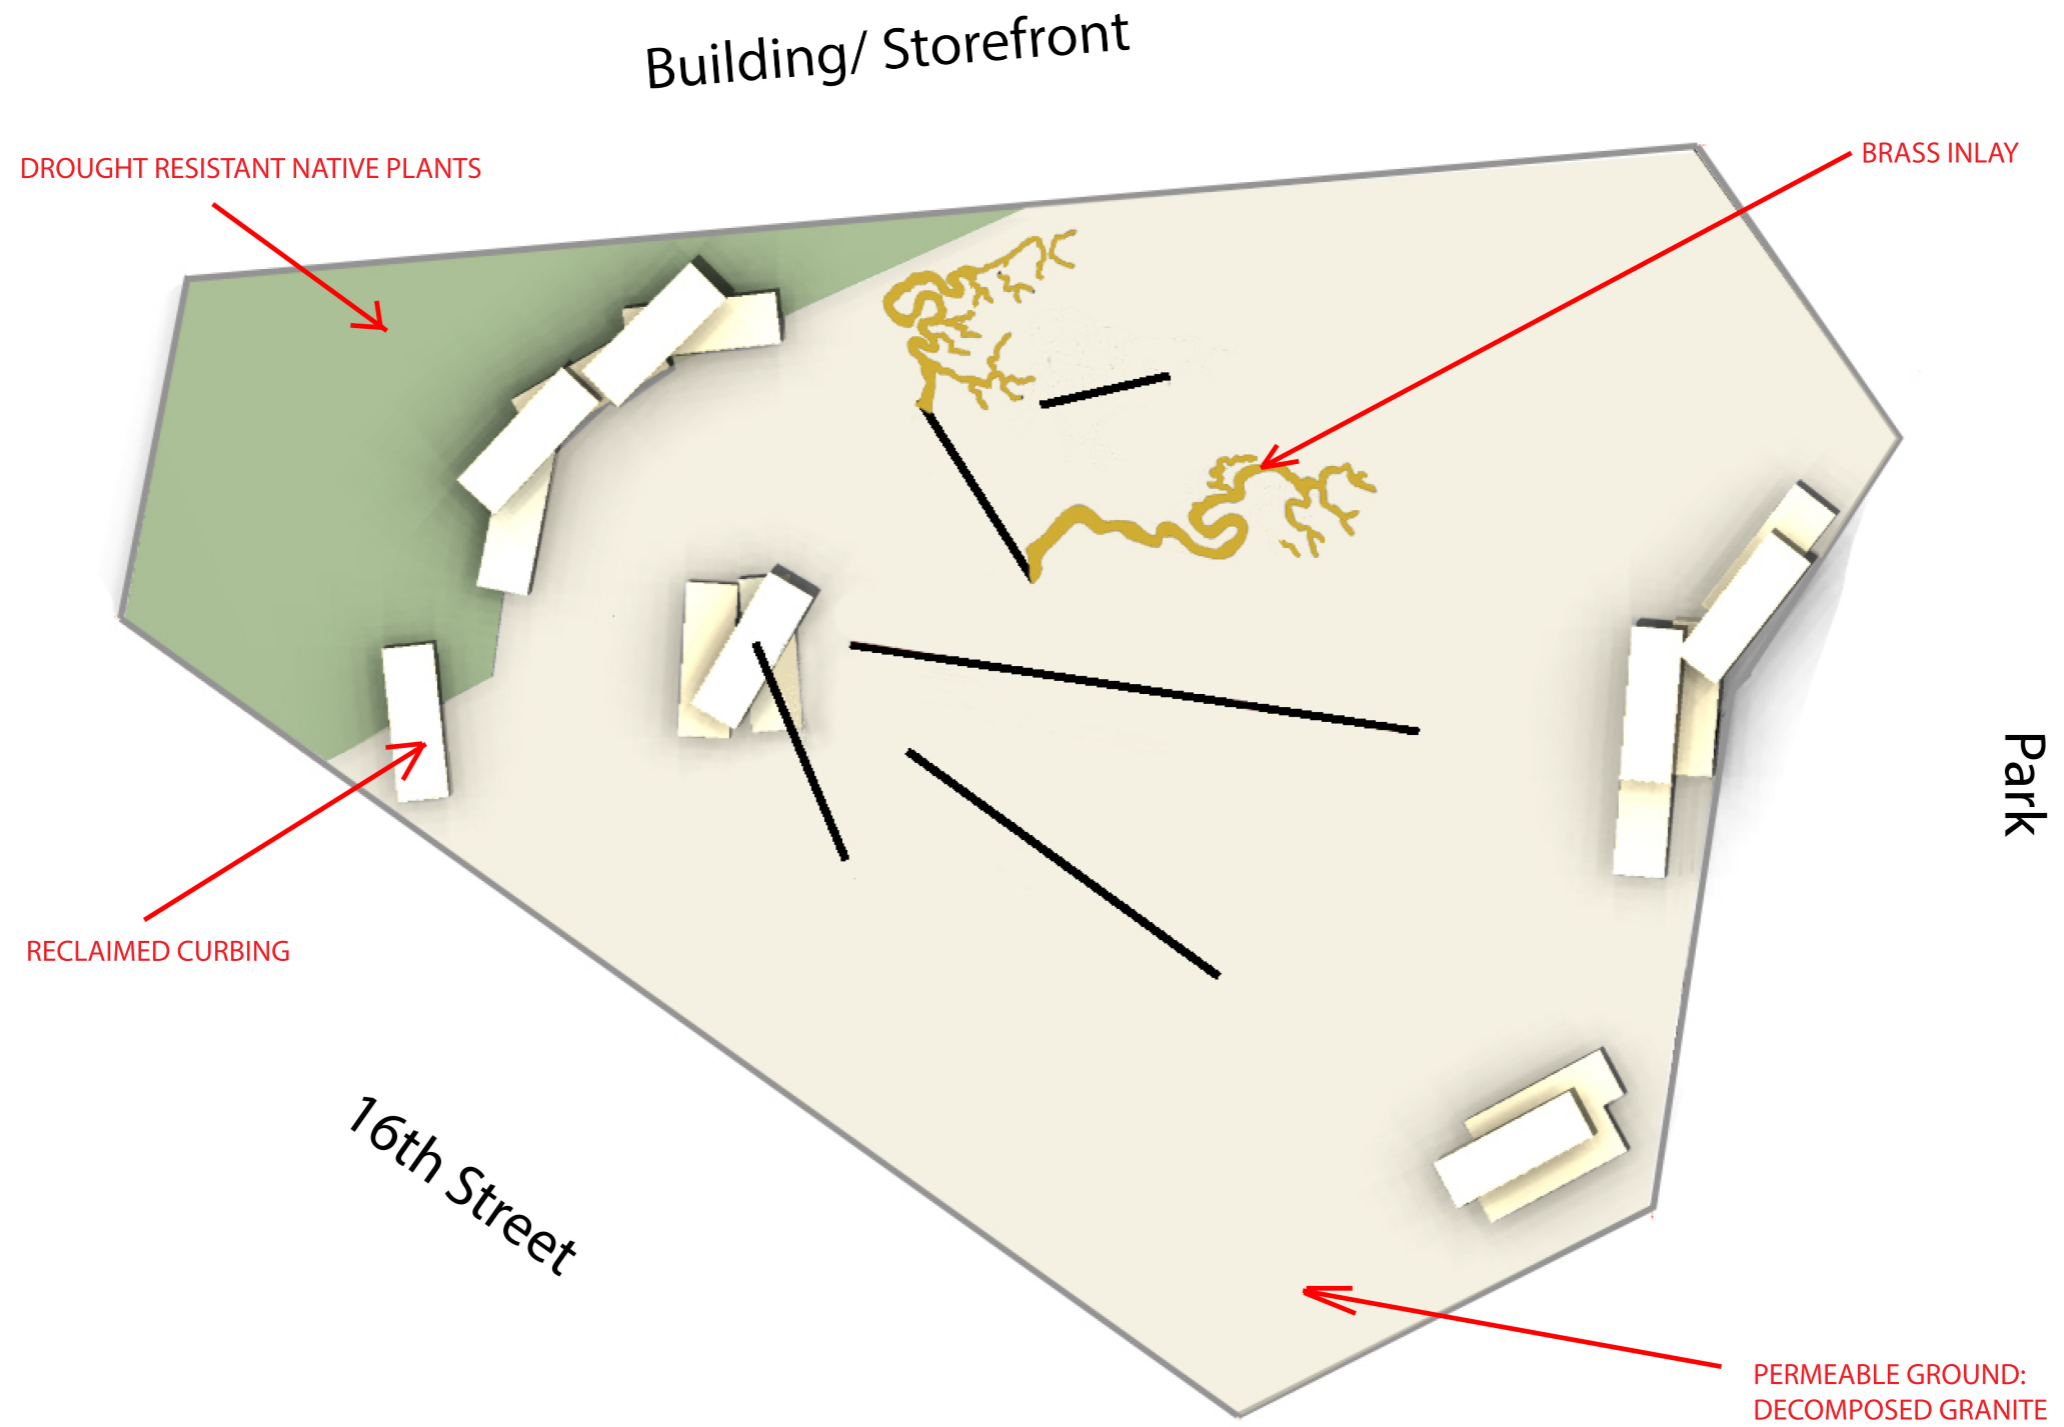 Building/ Storefront
DROUGHT RESISTANT NATIVE PLANTS
BRASS INLAY
Park
RECLAIMED CURBING
16th Street
PERMEABLE GROUND:
DECOMPOSED GRANITE